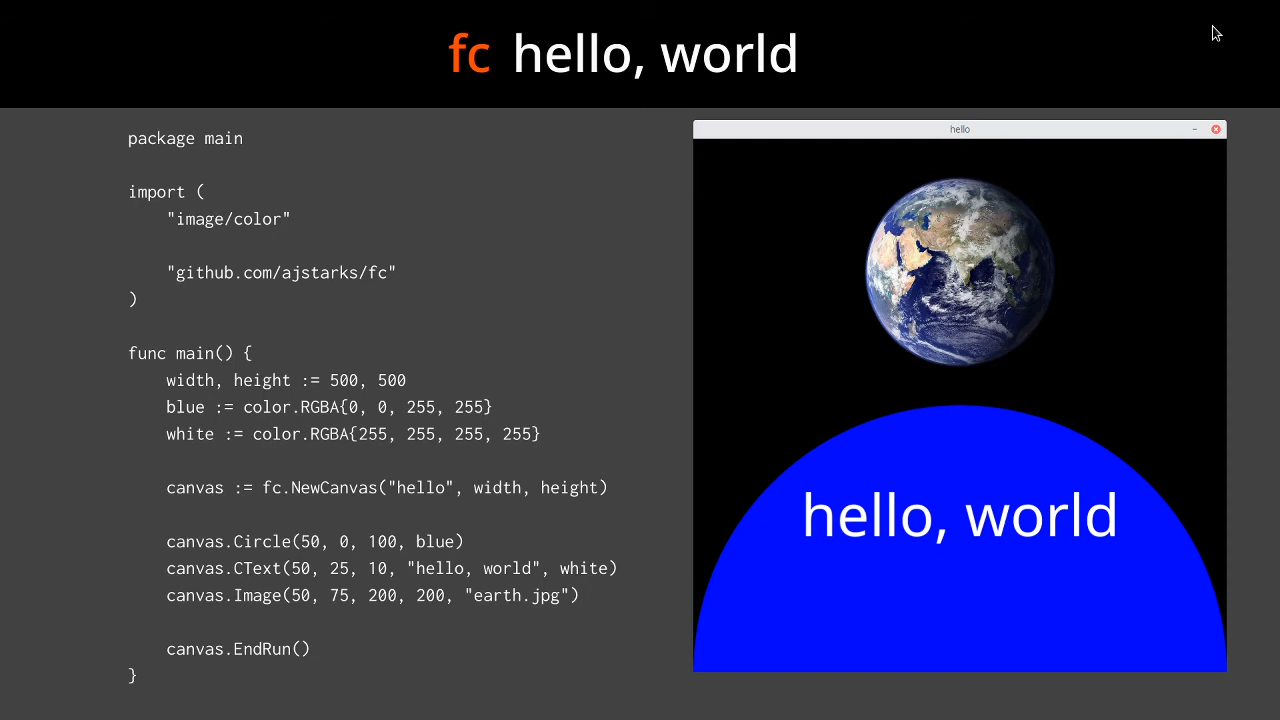 fc hello, world
package main
import (
    "image/color"
    "github.com/ajstarks/fc"
)
func main() {
    width, height := 500, 500
    blue := color.RGBA{0, 0, 255, 255}
    white := color.RGBA{255, 255, 255, 255}
    canvas := fc.NewCanvas("hello", width, height)
    canvas.Circle(50, 0, 100, blue)
    canvas.CText(50, 25, 10, "hello, world", white)
    canvas.Image(50, 75, 200, 200, "earth.jpg")
    canvas.EndRun()
}
hello
hello, world